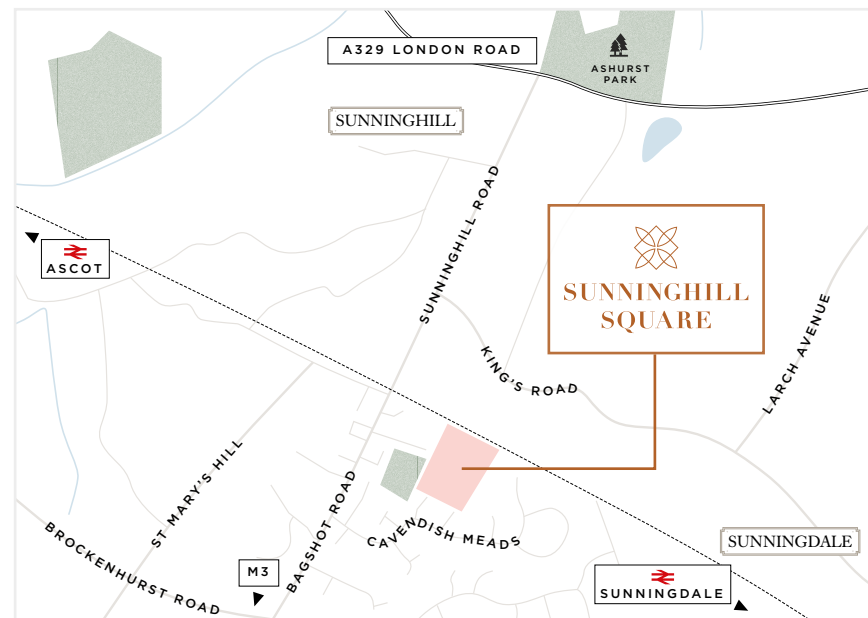 A329 LONDON ROAD
ASHURST
PARK
SUNNINGHILL
SUNNINGHILL ROAD
ASCOT
SUNNINGHILL
SQUARE
LARCH AVENUE
KING'S ROAD
ST MARY'S HILL
BAGSHOT ROAD
CAVENDISH MEADS
BROCKENHURST ROAD
M3
SUNNINGDALE
SUNNINGDALE